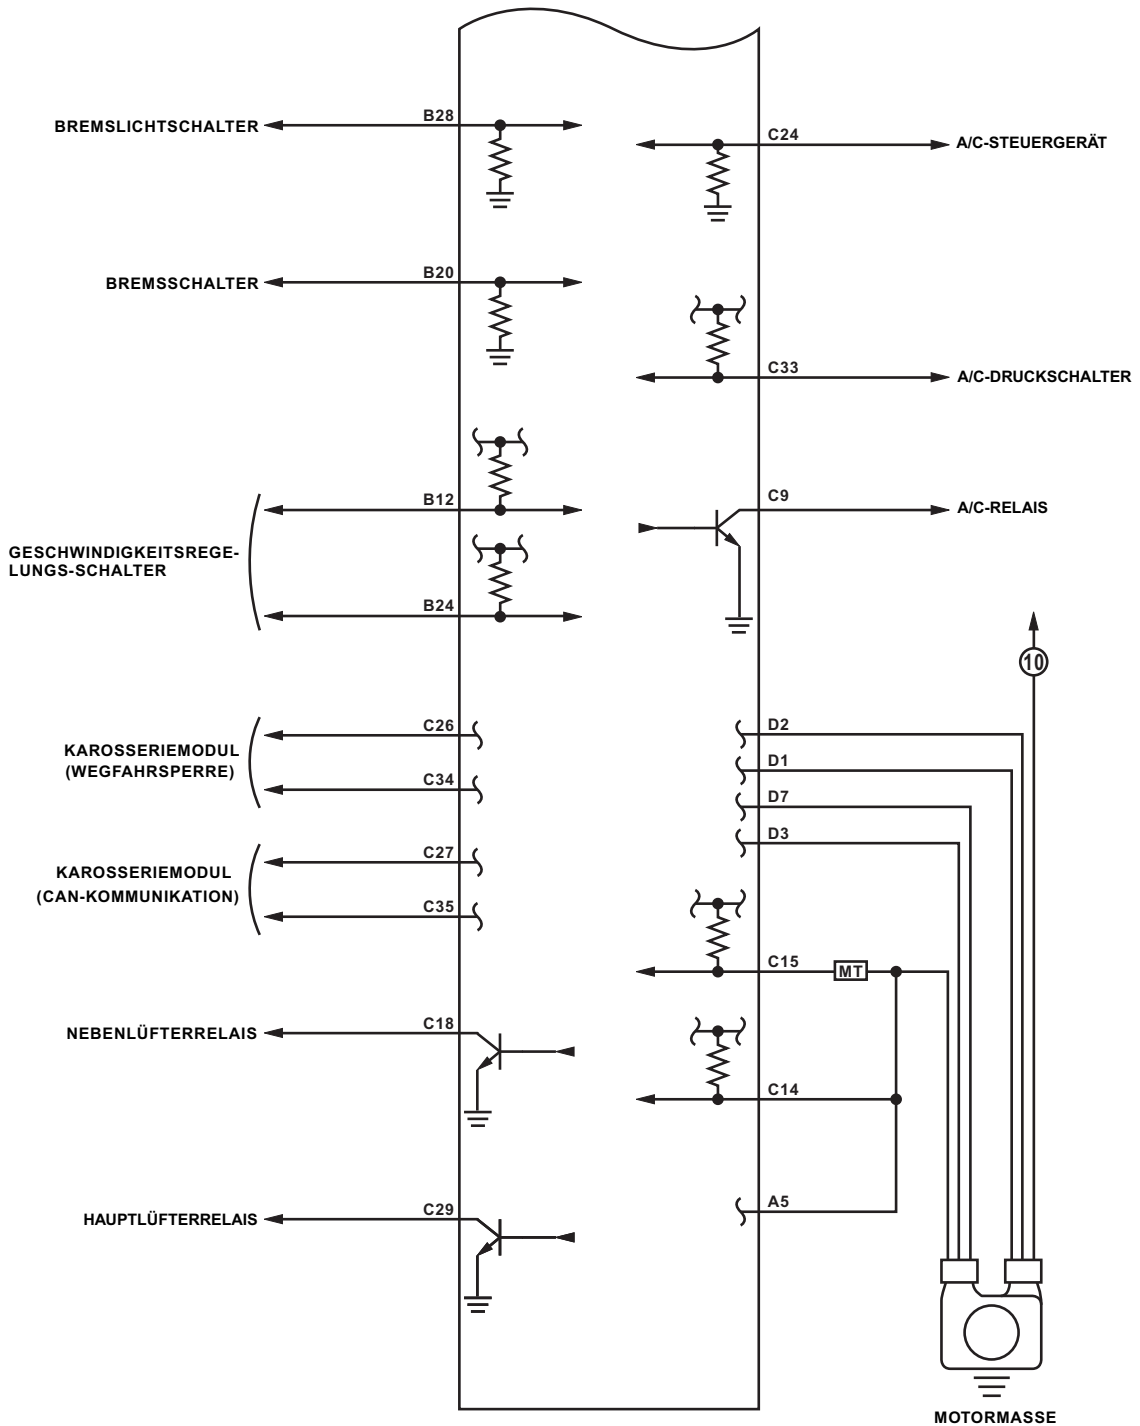 B28
BREMSLICHTSCHALTER
C24
A/C-STEUERGERÄT
B20
BREMSSCHALTER
C33
A/C-DRUCKSCHALTER
B12
C9
A/C-RELAIS
GESCHWINDIGKEITSREGE-
LUNGS-SCHALTER
B24
10
C26
D2
KAROSSERIEMODUL
(WEGFAHRSPERRE)
D1
C34
D7
D3
C27
KAROSSERIEMODUL
(CAN-KOMMUNIKATION)
C35
C15
MT
C18
NEBENLÜFTERRELAIS
C14
A5
C29
HAUPTLÜFTERRELAIS
MOTORMASSE